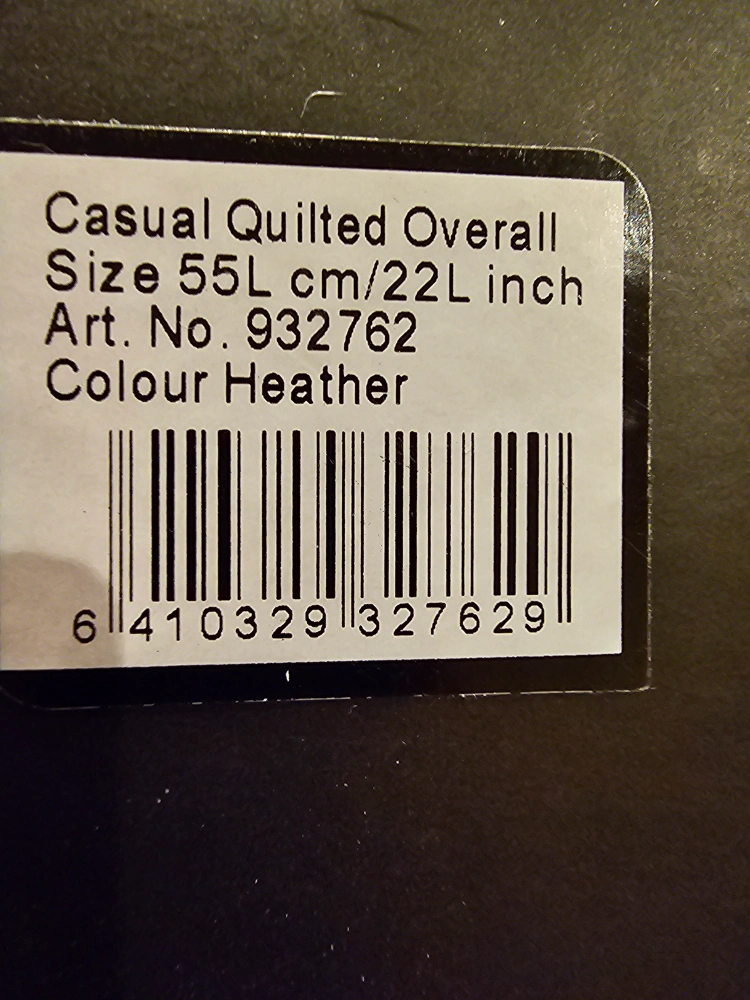 Casual Quilted Overall
Size 55L cm/22L inch
Art. No. 932762
Colour Heather
6 410329 327629